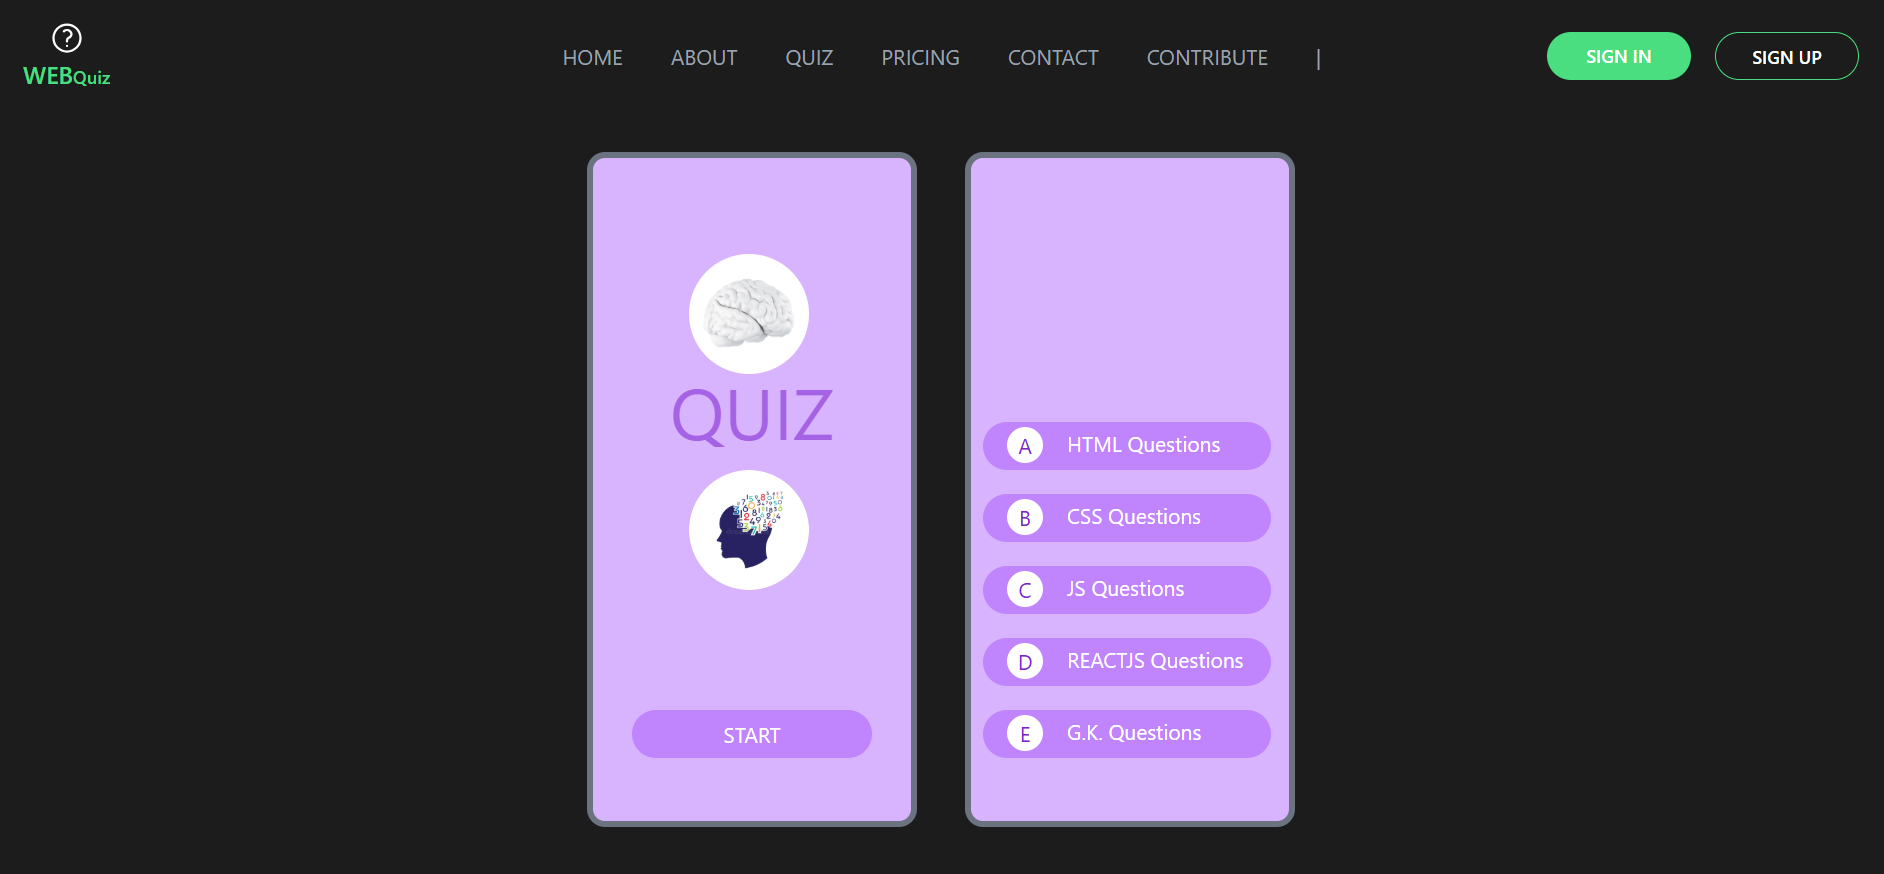 ?
WEBQuiz
HOME ABOUT QUIZ PRICING CONTACT CONTRIBUTE |
SIGN IN SIGN UP
QUIZ
START
A HTML Questions
B CSS Questions
C JS Questions
D REACTJS Questions
E G.K. Questions